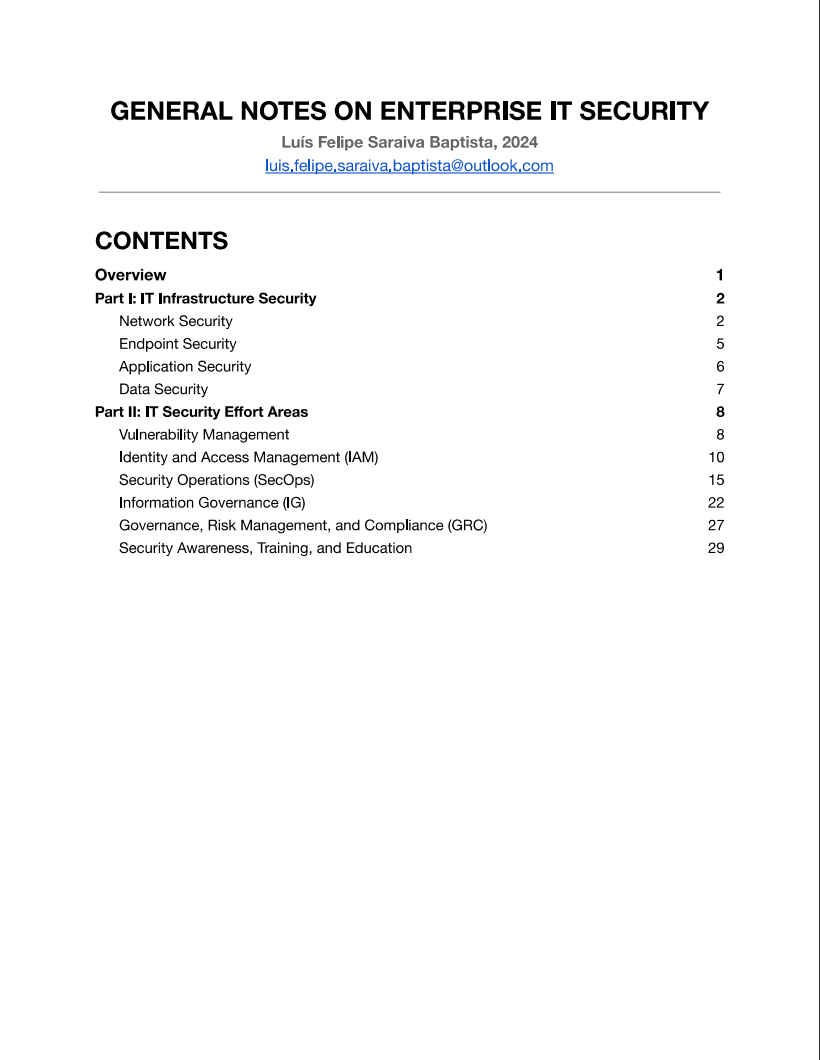 GENERAL NOTES ON ENTERPRISE IT SECURITY
Luís Felipe Saraiva Baptista, 2024
luis.felipe.saraiva.baptista@outlook.com
CONTENTS
Overview 1
Part I: IT Infrastructure Security 2
Network Security 2
Endpoint Security 5
Application Security 6
Data Security 7
Part II: IT Security Effort Areas 8
Vulnerability Management 8
Identity and Access Management (IAM) 10
Security Operations (SecOps) 15
Information Governance (IG) 22
Governance, Risk Management, and Compliance (GRC) 27
Security Awareness, Training, and Education 29